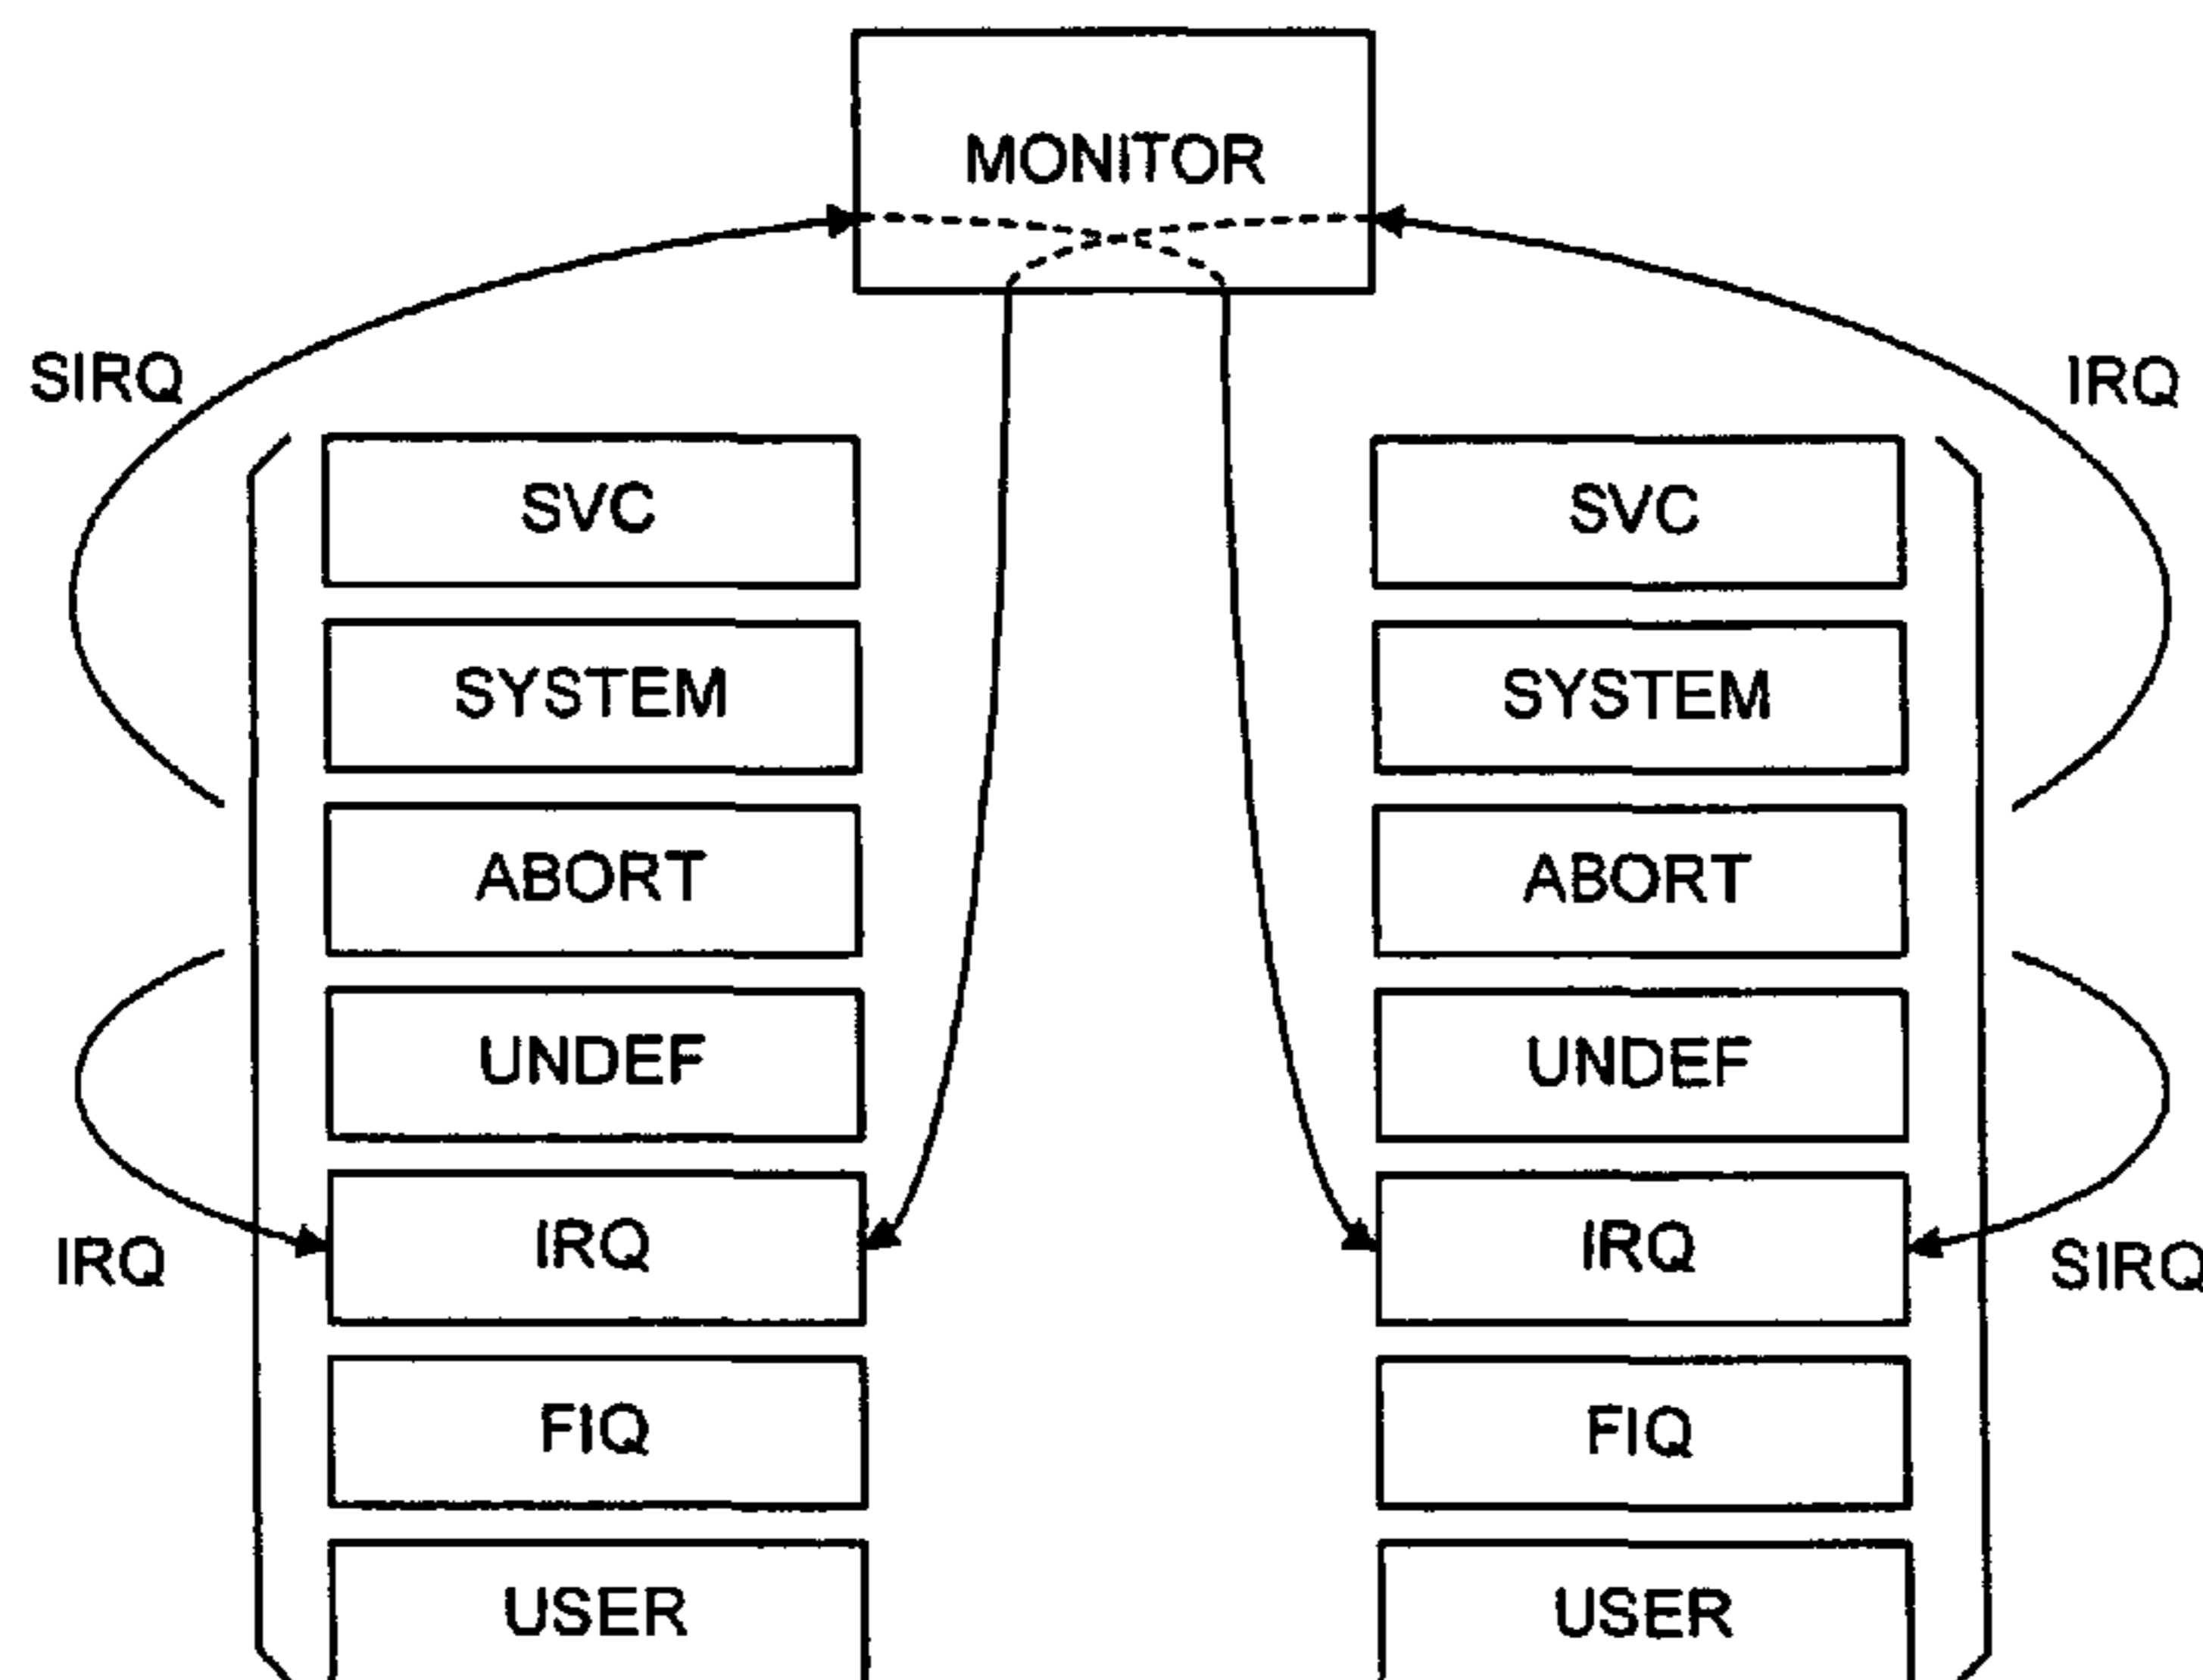 MONITOR
SIRQ
IRQ
SVC
SVC
SYSTEM
SYSTEM
ABORT
ABORT
UNDEF
UNDEF
IRQ
IRQ
IRQ
SIRQ
FIQ
FIQ
USER
USER